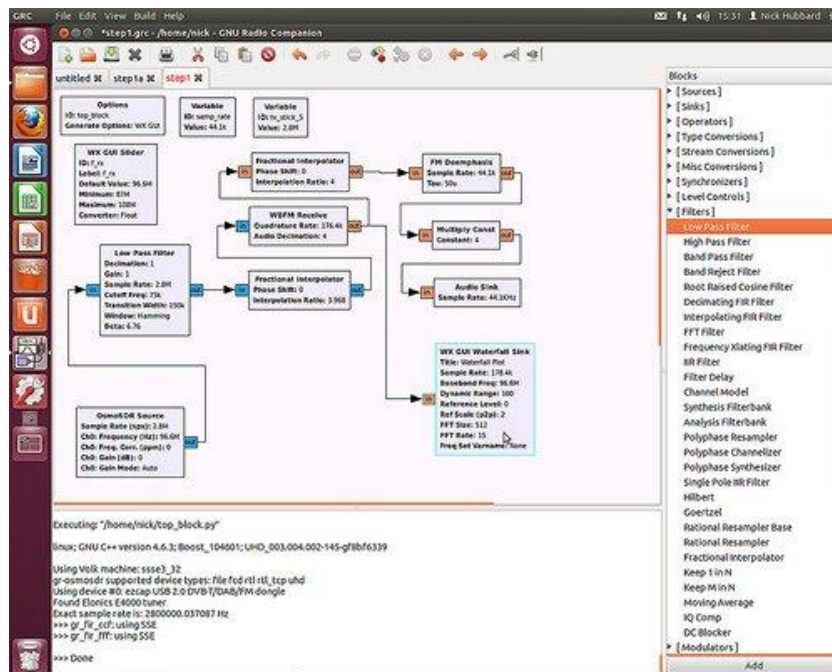 GRC File Edit View Build Help 15:31 Nick Hubbard
*step1.grc - /home/nick - GNU Radio Companion
untitled step1a step1
Options
ID: top_block
Generate Options: WX GUI
Variable
ID: samp_rate
Value: 44.1k
Variable
Value: 2.8M
WX GUI Slider
ID: f_rx
Label: f_rx
Default Value: 96.6M
Minimum: 87M
Maximum: 108M
Converter: Float
Fractional Interpolator
Phase Shift: 0
Interpolation Ratio: 4
in
out
FM Deemphasis
Sample Rate: 44.1k
Tau: 50u
in
out
WBFM Receive
Quadrature Rate: 176.4k
Audio Decimation: 4
in
out
Multiply Const
Constant: 4
in
out
Low Pass Filter
Decimation: 1
Gain: 1
Sample Rate: 2.8M
Cutoff Freq: 75k
Transition Width: 150k
Window: Hamming
Beta: 6.76
in
out
Fractional Interpolator
Phase Shift: 0
Interpolation Ratio: 3.968
in
out
Audio Sink
Sample Rate: 44.1KHz
in
WX GUI Waterfall Sink
Title: Waterfall Plot
Sample Rate: 176.4k
Baseband Freq: 96.6M
Dynamic Range: 100
Reference Level: 0
Ref Scale (p2p): 2
FFT Size: 512
FFT Rate: 15
Freq Set Varname: None
in
OsmoSDR Source
Sample Rate (sps): 2.8M
Ch0: Frequency (Hz): 96.6M
Ch0: Freq. Corr. (ppm): 0
Ch0: Gain (dB): 0
Ch0: Gain Mode: Auto
out
Executing: "/home/nick/top_block.py"
linux; GNU C++ version 4.6.3; Boost_104601; UHD_003.004.002-145-gf8bf6339
Using Volk machine: ssse3_32
gr-osmosdr supported device types: file fcd rtl rtl_tcp uhd
Using device #0: ezcap USB 2.0 DVB-T/DAB/FM dongle
Found Elonics E4000 tuner
Exact sample rate is: 2800000.037087 Hz
>>> gr_fir_ccf: using SSE
>>> gr_fir_fff: using SSE
>>> Done
Blocks
[Sources]
[Sinks]
[Operators]
[Type Conversions]
[Stream Conversions]
[Misc Conversions]
[Synchronizers]
[Level Controls]
[Filters]
Low Pass Filter
High Pass Filter
Band Pass Filter
Band Reject Filter
Root Raised Cosine Filter
Decimating FIR Filter
Interpolating FIR Filter
FFT Filter
Frequency Xlating FIR Filter
IIR Filter
Filter Delay
Channel Model
Synthesis Filterbank
Analysis Filterbank
Polyphase Resampler
Polyphase Channelizer
Polyphase Synthesizer
Single Pole IIR Filter
Hilbert
Goertzel
Rational Resampler Base
Rational Resampler
Fractional Interpolator
Keep 1 in N
Keep M in N
Moving Average
IQ Comp
DC Blocker
[Modulators]
Add